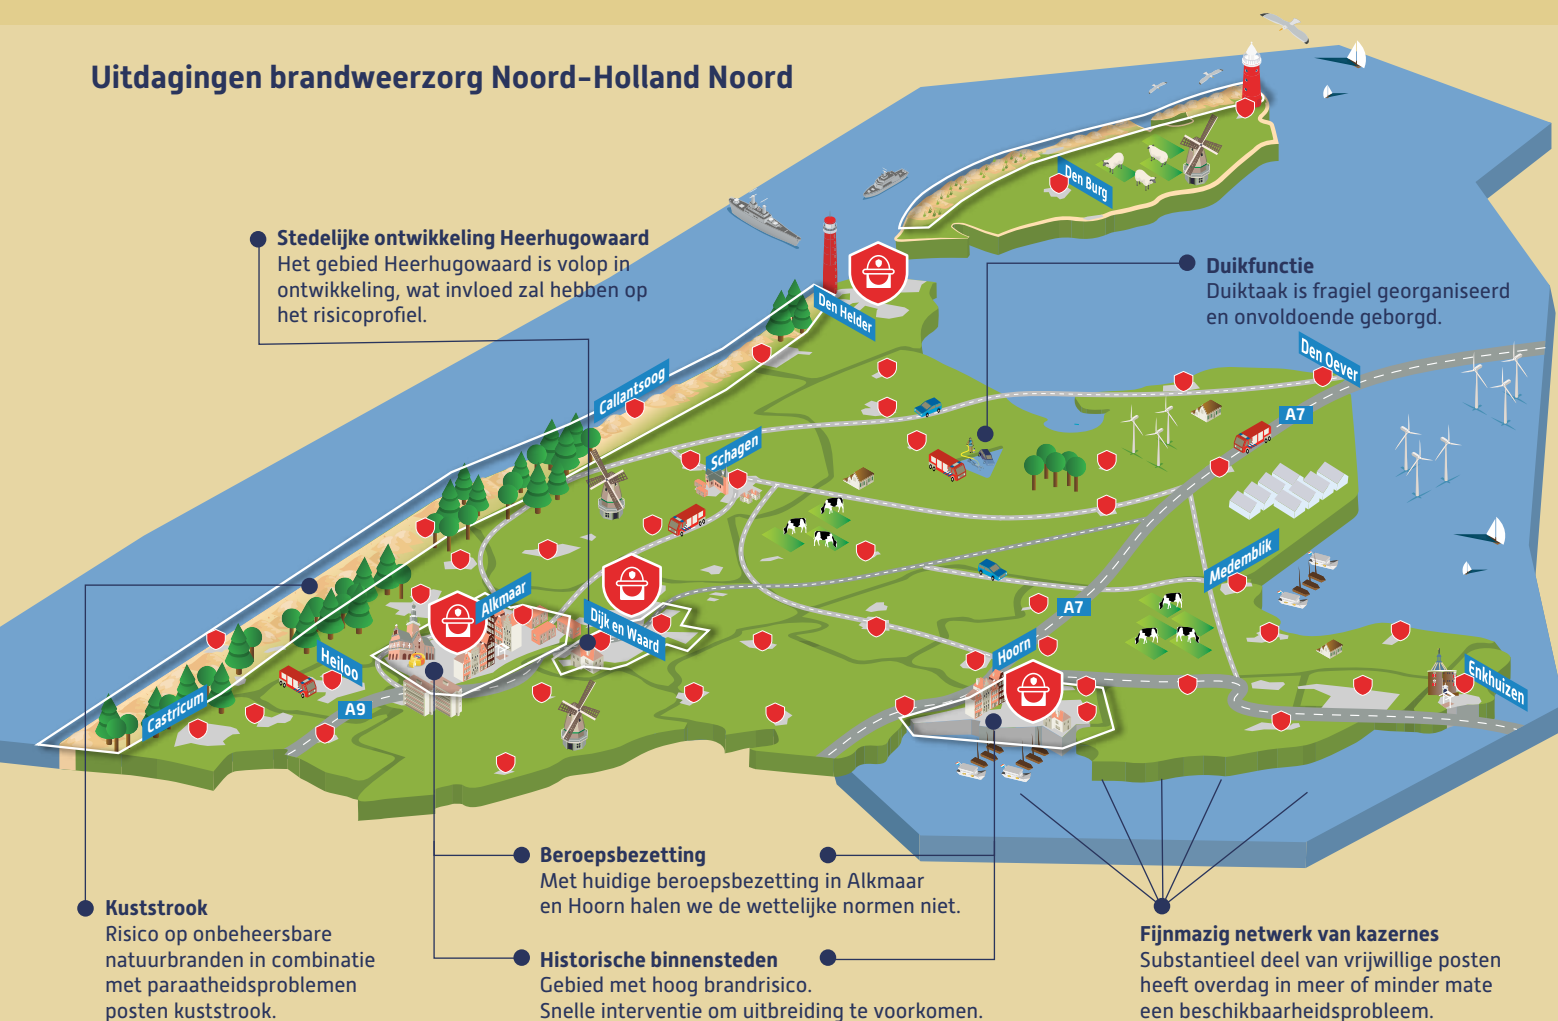 Uitdagingen brandweerzorg Noord-Holland Noord
Den Burg
Stedelijke ontwikkeling Heerhugowaard
Het gebied Heerhugowaard is volop in
ontwikkeling, wat invloed zal hebben op
het risicoprofiel.
Duikfunctie
Duiktaak is fragiel georganiseerd
en onvoldoende geborgd.
Den Helder
Den Oever
Callantsoog
A7
Schagen
Medemblik
Alkmaar
A7
Dijk en Waard
Hoorn
Heiloo
Enkhuizen
Castricum
A9
Beroepsbezetting
Met huidige beroepsbezetting in Alkmaar
en Hoorn halen we de wettelijke normen niet.
Kuststrook
Risico op onbeheersbare
natuurbranden in combinatie
met paraatheidsproblemen
posten kuststrook.
Historische binnensteden
Gebied met hoog brandrisico.
Snelle interventie om uitbreiding te voorkomen.
Fijnmazig netwerk van kazernes
Substantieel deel van vrijwillige posten
heeft overdag in meer of minder mate
een beschikbaarheidsprobleem.